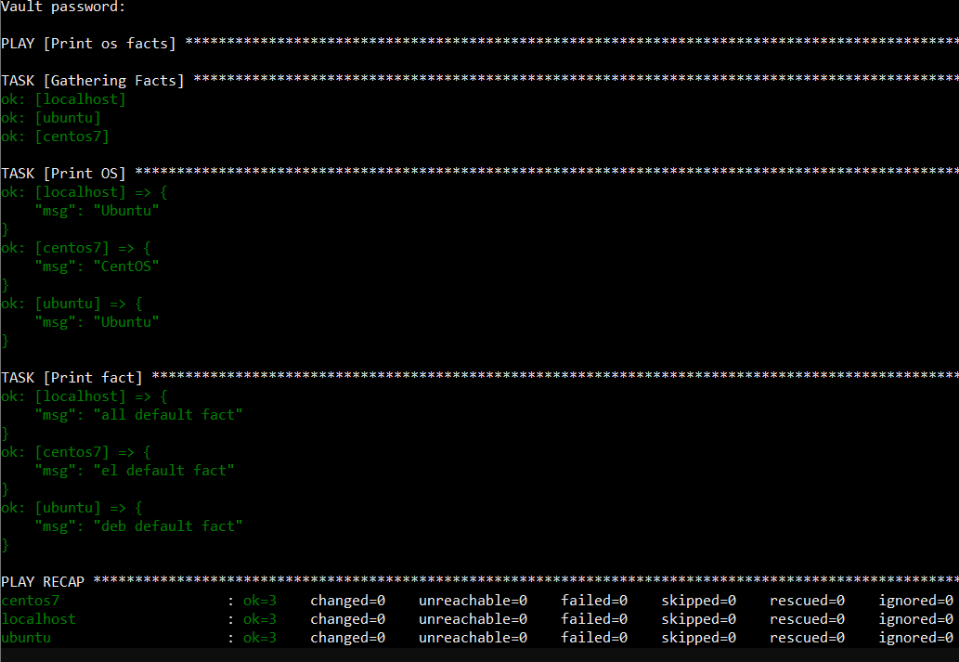 Vault password:
PLAY [Print os facts] *********************************************************************************************
TASK [Gathering Facts] ********************************************************************************************
ok: [localhost]
ok: [ubuntu]
ok: [centos7]
TASK [Print OS] ***************************************************************************************************
ok: [localhost] => {
    "msg": "Ubuntu"
}
ok: [centos7] => {
    "msg": "CentOS"
}
ok: [ubuntu] => {
    "msg": "Ubuntu"
}
TASK [Print fact] *************************************************************************************************
ok: [localhost] => {
    "msg": "all default fact"
}
ok: [centos7] => {
    "msg": "el default fact"
}
ok: [ubuntu] => {
    "msg": "deb default fact"
}
PLAY RECAP ********************************************************************************************************
centos7                    : ok=3    changed=0    unreachable=0    failed=0    skipped=0    rescued=0    ignored=0
localhost                  : ok=3    changed=0    unreachable=0    failed=0    skipped=0    rescued=0    ignored=0
ubuntu                     : ok=3    changed=0    unreachable=0    failed=0    skipped=0    rescued=0    ignored=0